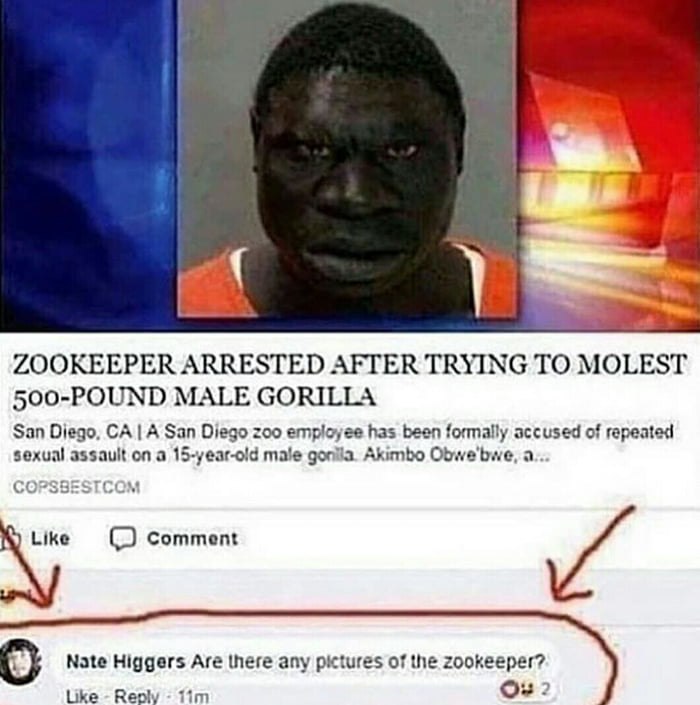 ZOOKEEPER ARRESTED AFTER TRYING TO MOLEST
500-POUND MALE GORILLA
San Diego, CA | A San Diego zoo employee has been formally accused of repeated
sexual assault on a 15-year-old male gorilla. Akimbo Obwe'bwe, a...
COPSBEST.COM
Like Comment
Nate Higgers Are there any pictures of the zookeeper?
Like · Reply · 11m
2